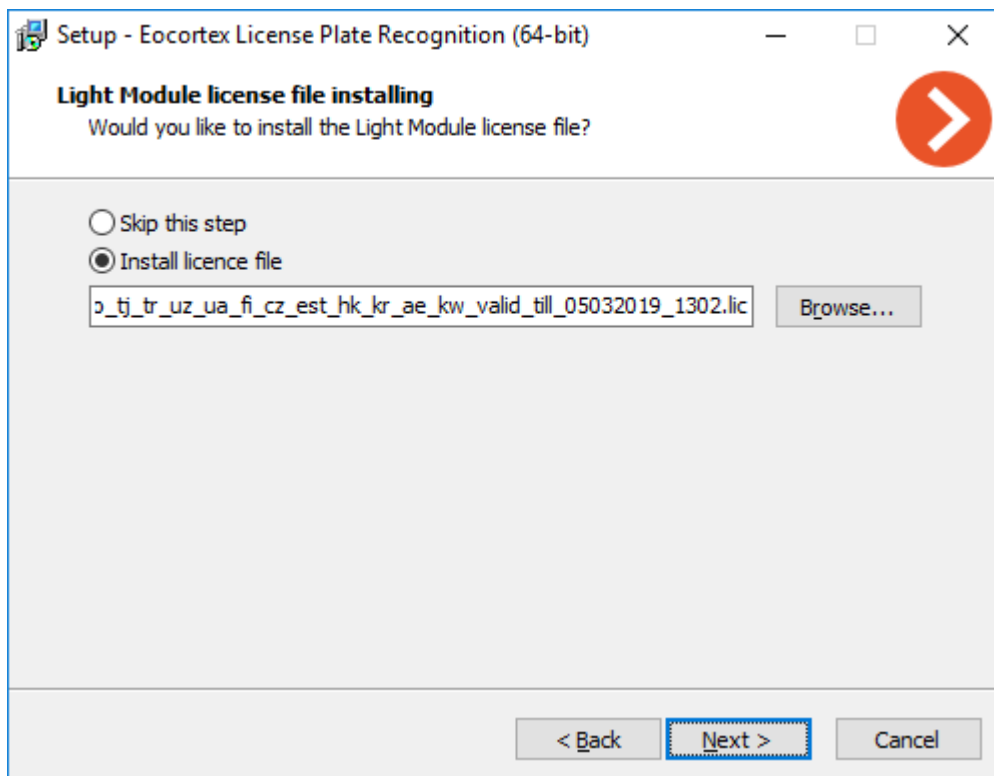 Setup - Eocortex License Plate Recognition (64-bit)
Light Module license file installing
Would you like to install the Light Module license file?
Skip this step
Install licence file
_tj_tr_uz_ua_fi_cz_est_hk_kr_ae_kw_valid_till_05032019_1302.lic
Browse...
< Back
Next >
Cancel